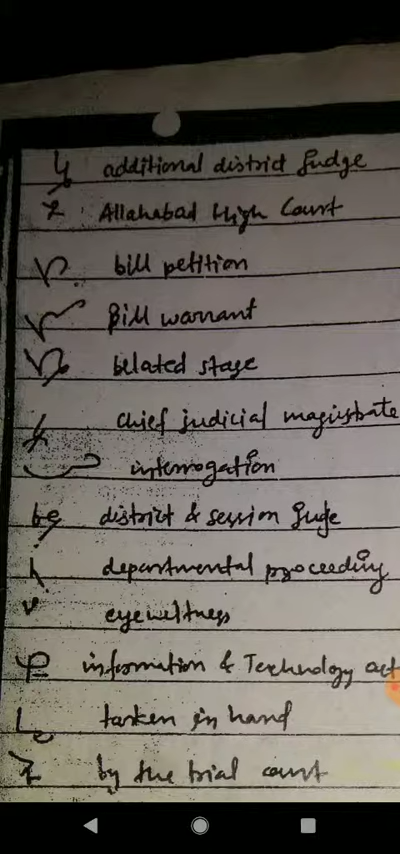 additional district Judge
Allahabad High Court
bill petition
Bill warrant
belated stage
chief judicial magistrate
interrogation
district & session Judge
departmental proceeding
eyewitness
information & Technology act
tanken in hand
by the trial court